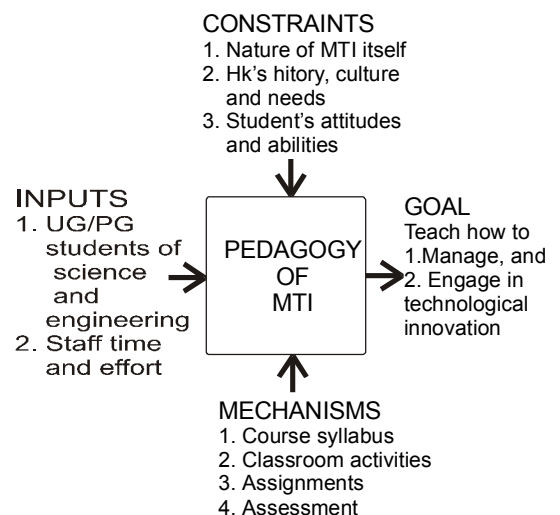 CONSTRAINTS
1. Nature of MTI itself
2. Hk's hitory, culture
and needs
3. Student's attitudes
and abilities
INPUTS
1. UG/PG
students of
science
and
engineering
2. Staff time
and effort
PEDAGOGY
OF
MTI
GOAL
Teach how to
1.Manage, and
2. Engage in
technological
innovation
MECHANISMS
1. Course syllabus
2. Classroom activities
3. Assignments
4. Assessment